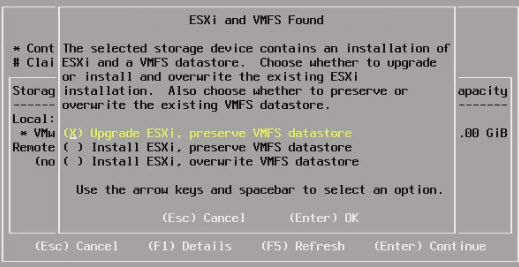 ESXi and VMFS Found
* Cont
# Clai
The selected storage device contains an installation of
ESXi and a VMFS datastore. Choose whether to upgrade
or install and overwrite the existing ESXi
installation. Also choose whether to preserve or
overwrite the existing VMFS datastore.
Storag
apacity
Local:
* VMw
.00 GiB
Remote
(no
(X) Upgrade ESXi, preserve VMFS datastore
( ) Install ESXi, preserve VMFS datastore
( ) Install ESXi, overwrite VMFS datastore
Use the arrow keys and spacebar to select an option.
(Esc) Cancel (Enter) OK
(Esc) Cancel (F1) Details (F5) Refresh (Enter) Continue